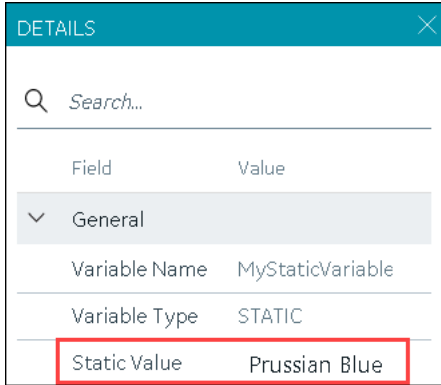 DETAILS
Search...
Field Value
General
Variable Name MyStaticVariable
Variable Type STATIC
Static Value Prussian Blue